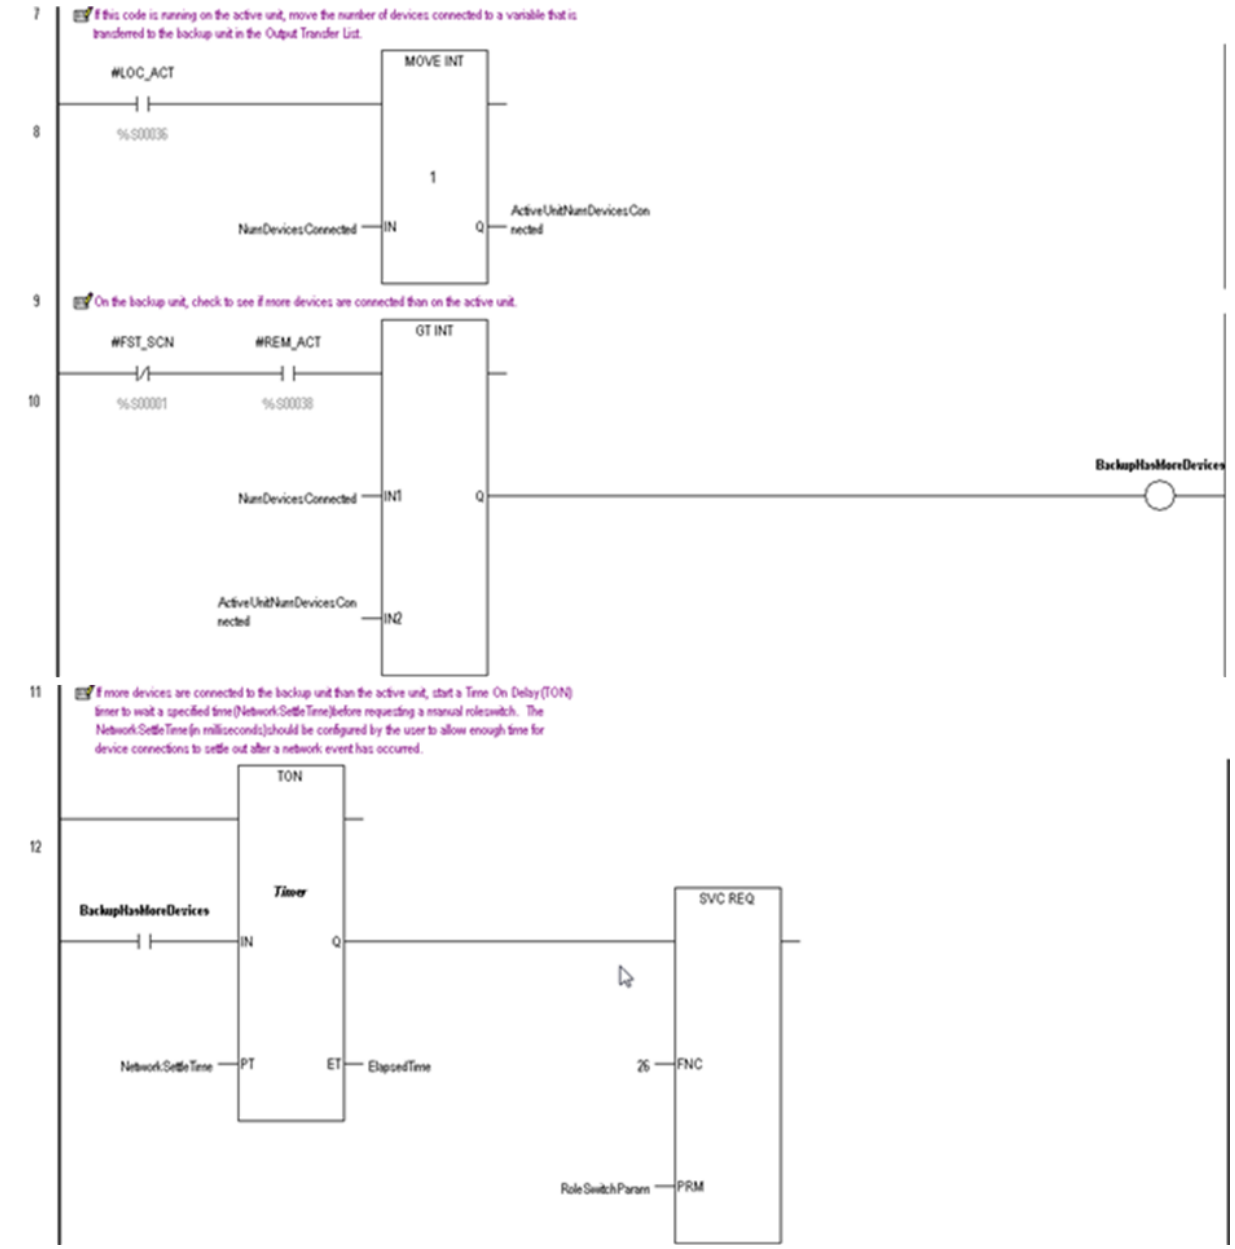 7
If this code is running on the active unit, move the number of devices connected to a variable that is
transferred to the backup unit in the Output Transfer List.
MOVE INT
#LOC_ACT
8
%S00036
1
ActiveUnitNumDevicesCon
NumDevicesConnected
IN
Q
nected
9
On the backup unit, check to see if more devices are connected than on the active unit.
GT INT
#FST_SCN
#REM_ACT
10
%S00001
%S00038
BackupHasMoreDevices
NumDevicesConnected
IN1
Q
ActiveUnitNumDevicesCon
nected
IN2
11
If more devices are connected to the backup unit than the active unit, start a Time On Delay (TON)
timer to wait a specified time(NetworkSettleTime)before requesting a manual roleswitch. The
NetworkSettleTime(in milliseconds)should be configured by the user to allow enough time for
device connections to settle out after a network event has occurred.
TON
12
Timer
SVC REQ
BackupHasMoreDevices
IN
Q
NetworkSettleTime
PT
ET
ElapsedTime
26
FNC
RoleSwitchParam
PRM